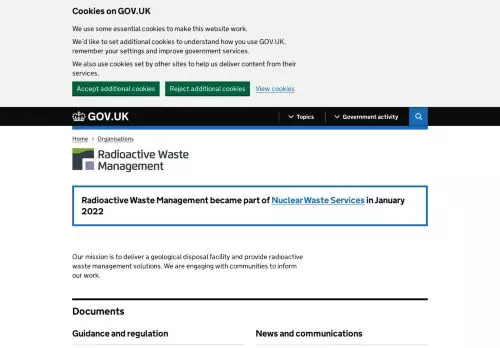 Cookies on GOV.UK
We use some essential cookies to make this website work.
We'd like to set additional cookies to understand how you use GOV.UK,
remember your settings and improve government services.
We also use cookies set by other sites to help us deliver content from their
services.
Accept additional cookies Reject additional cookies View cookies
GOV.UK Topics Government activity
Home > Organisations
Radioactive Waste
Management
Radioactive Waste Management became part of Nuclear Waste Services in January
2022
Our mission is to deliver a geological disposal facility and provide radioactive
waste management solutions. We are engaging with communities to inform
our work.
Documents
Guidance and regulation News and communications